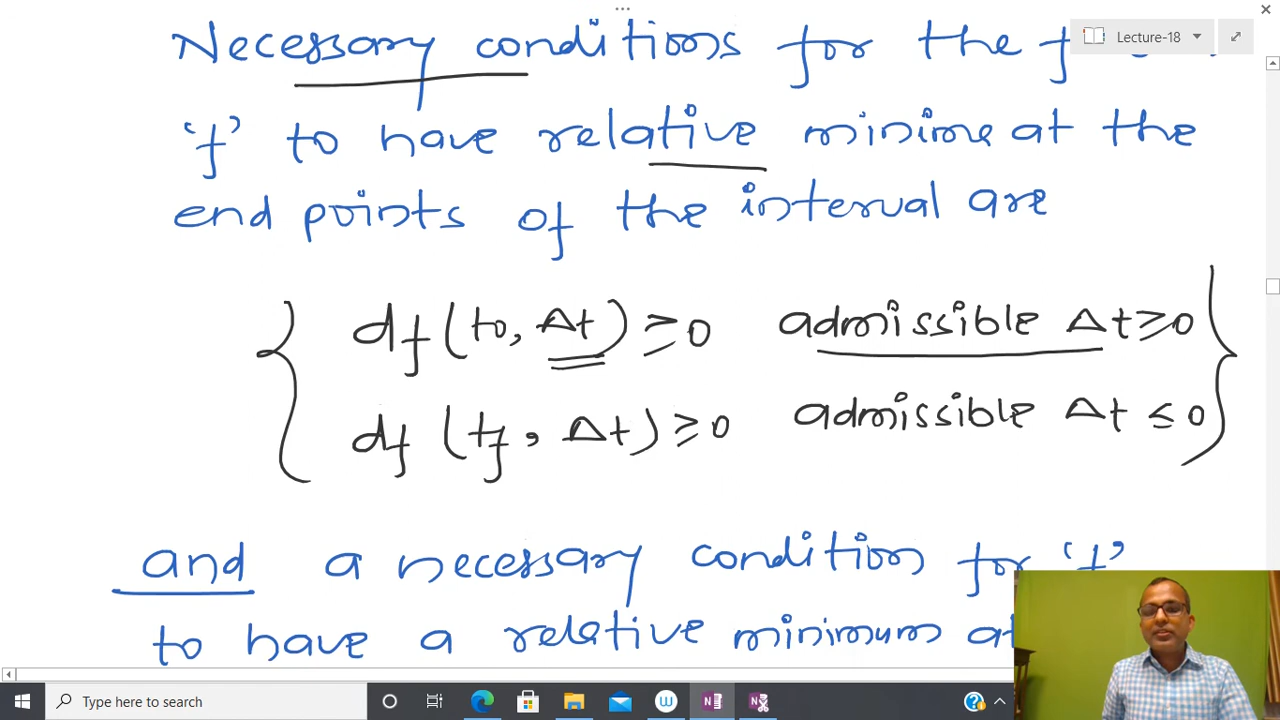 Lecture-18
Necessary conditions for the
'f' to have relative minime at the
end points of the interval are
df(t0, Δt) ≥ 0 admissible Δt ≥ 0
df(tf, Δt) ≥ 0 admissible Δt ≤ 0
and a necessary condition for 'f'
to have a relative minimum at
Type here to search